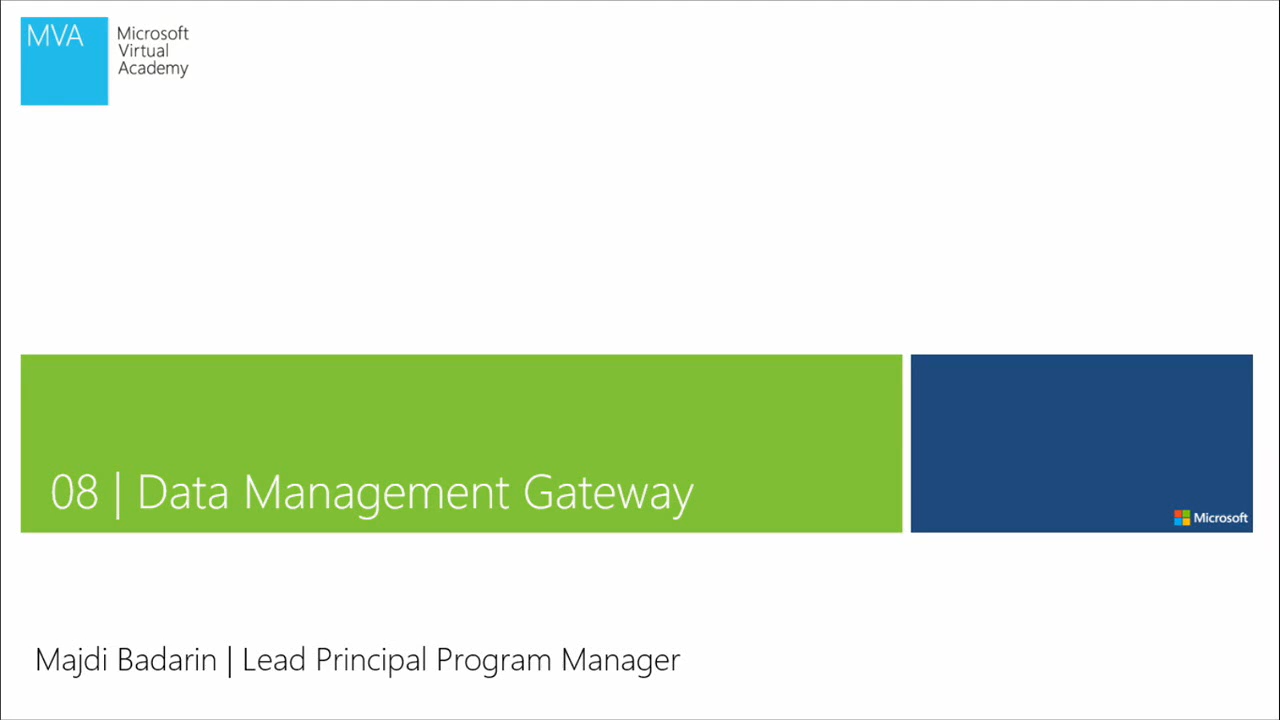 MVA
Microsoft
Virtual
Academy
08 | Data Management Gateway
Microsoft
Majdi Badarin | Lead Principal Program Manager